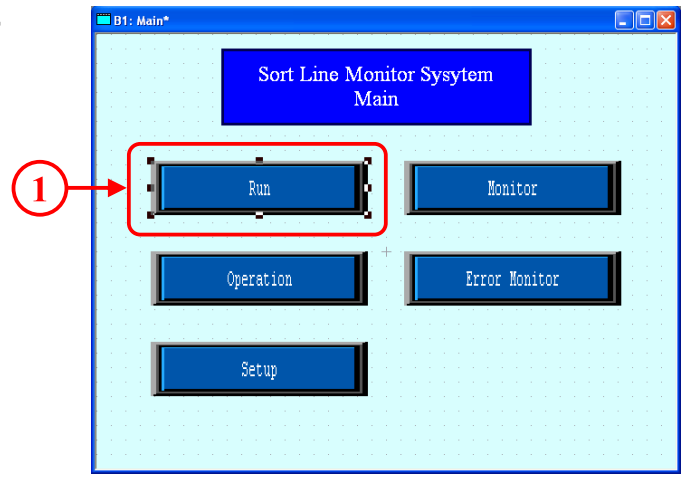 B1: Main*
Sort Line Monitor Sysytem
Main
1
Run
Monitor
Operation
Error Monitor
Setup